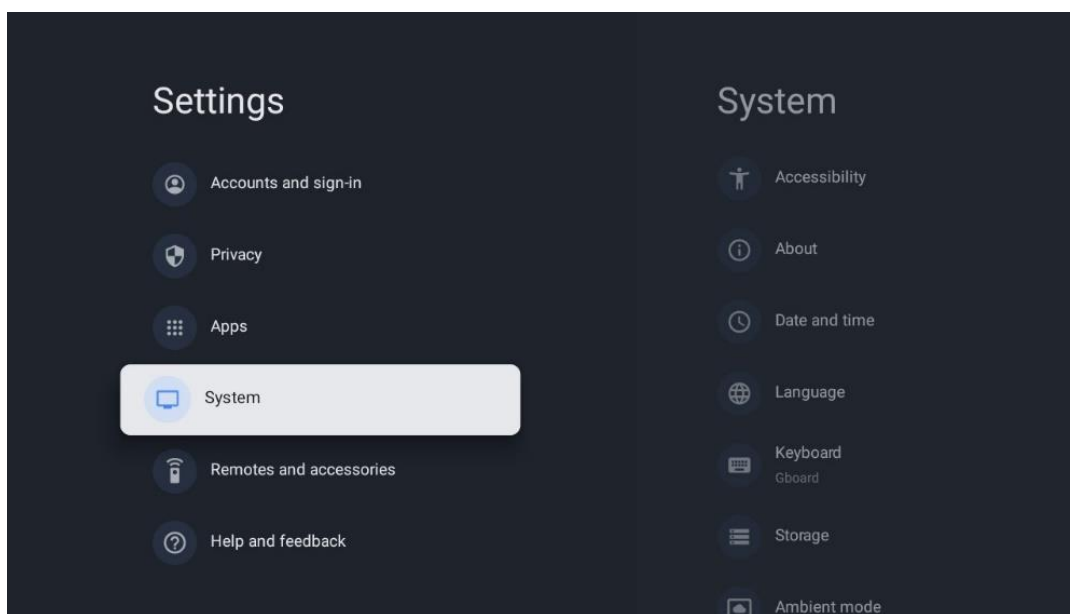 Settings
Accounts and sign-in
Privacy
Apps
System
Remotes and accessories
Help and feedback
System
Accessibility
About
Date and time
Language
Keyboard
Gboard
Storage
Ambient mode